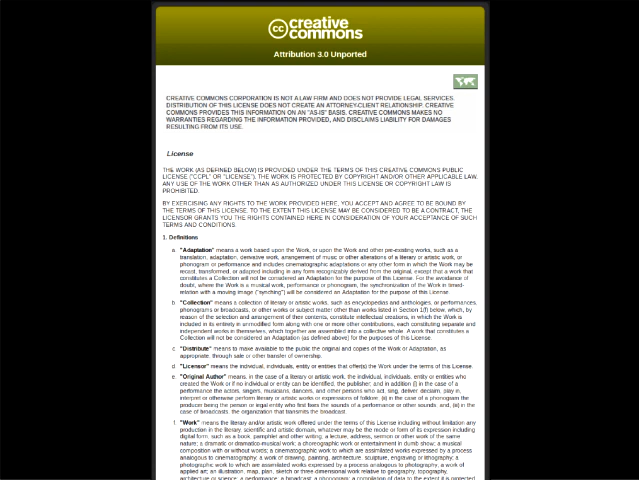 cc creative
commons
Attribution 3.0 Unported
CREATIVE COMMONS CORPORATION IS NOT A LAW FIRM AND DOES NOT PROVIDE LEGAL SERVICES.
DISTRIBUTION OF THIS LICENSE DOES NOT CREATE AN ATTORNEY-CLIENT RELATIONSHIP. CREATIVE
COMMONS PROVIDES THIS INFORMATION ON AN "AS-IS" BASIS. CREATIVE COMMONS MAKES NO
WARRANTIES REGARDING THE INFORMATION PROVIDED, AND DISCLAIMS LIABILITY FOR DAMAGES
RESULTING FROM ITS USE.
License
THE WORK (AS DEFINED BELOW) IS PROVIDED UNDER THE TERMS OF THIS CREATIVE COMMONS PUBLIC
LICENSE ("CCPL" OR "LICENSE"). THE WORK IS PROTECTED BY COPYRIGHT AND/OR OTHER APPLICABLE LAW.
ANY USE OF THE WORK OTHER THAN AS AUTHORIZED UNDER THIS LICENSE OR COPYRIGHT LAW IS
PROHIBITED.
BY EXERCISING ANY RIGHTS TO THE WORK PROVIDED HERE, YOU ACCEPT AND AGREE TO BE BOUND BY
THE TERMS OF THIS LICENSE. TO THE EXTENT THIS LICENSE MAY BE CONSIDERED TO BE A CONTRACT, THE
LICENSOR GRANTS YOU THE RIGHTS CONTAINED HERE IN CONSIDERATION OF YOUR ACCEPTANCE OF SUCH
TERMS AND CONDITIONS.
1. Definitions
a. "Adaptation" means a work based upon the Work, or upon the Work and other pre-existing works, such as a
translation, adaptation, derivative work, arrangement of music or other alterations of a literary or artistic work, or
phonogram or performance and includes cinematographic adaptations or any other form in which the Work may be
recast, transformed, or adapted including in any form recognizably derived from the original, except that a work that
constitutes a Collection will not be considered an Adaptation for the purpose of this License. For the avoidance of
doubt, where the Work is a musical work, performance or phonogram, the synchronization of the Work in timed-
relation with a moving image ("synching") will be considered an Adaptation for the purpose of this License.
b. "Collection" means a collection of literary or artistic works, such as encyclopedias and anthologies, or performances,
phonograms or broadcasts, or other works or subject matter other than works listed in Section 1(f) below, which, by
reason of the selection and arrangement of their contents, constitute intellectual creations, in which the Work is
included in its entirety in unmodified form along with one or more other contributions, each constituting separate and
independent works in themselves, which together are assembled into a collective whole. A work that constitutes a
Collection will not be considered an Adaptation (as defined above) for the purposes of this License.
c. "Distribute" means to make available to the public the original and copies of the Work or Adaptation, as
appropriate, through sale or other transfer of ownership.
d. "Licensor" means the individual, individuals, entity or entities that offer(s) the Work under the terms of this License.
e. "Original Author" means, in the case of a literary or artistic work, the individual, individuals, entity or entities who
created the Work or if no individual or entity can be identified, the publisher; and in addition (i) in the case of a
performance the actors, singers, musicians, dancers, and other persons who act, sing, deliver, declaim, play in,
interpret or otherwise perform literary or artistic works or expressions of folklore; (ii) in the case of a phonogram the
producer being the person or legal entity who first fixes the sounds of a performance or other sounds; and, (iii) in the
case of broadcasts, the organization that transmits the broadcast.
f. "Work" means the literary and/or artistic work offered under the terms of this License including without limitation any
production in the literary, scientific and artistic domain, whatever may be the mode or form of its expression including
digital form, such as a book, pamphlet and other writing; a lecture, address, sermon or other work of the same
nature; a dramatic or dramatico-musical work; a choreographic work or entertainment in dumb show; a musical
composition with or without words; a cinematographic work to which are assimilated works expressed by a process
analogous to cinematography; a work of drawing, painting, architecture, sculpture, engraving or lithography; a
photographic work to which are assimilated works expressed by a process analogous to photography; a work of
applied art; an illustration, map, plan, sketch or three-dimensional work relative to geography, topography,
architecture or science; a performance; a broadcast; a phonogram; a compilation of data to the extent it is protected